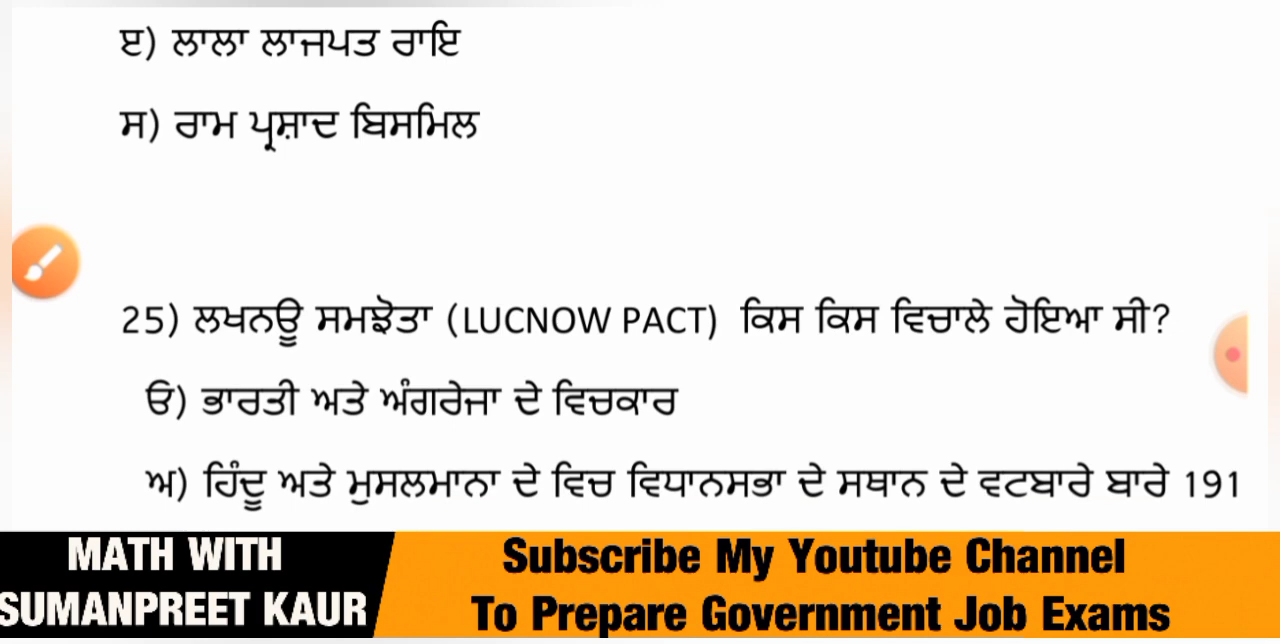 ੲ) ਲਾਲਾ ਲਾਜਪਤ ਰਾਇ
ਸ) ਰਾਮ ਪ੍ਰਸ਼ਾਦ ਬਿਸਮਿਲ
25) ਲਖਨਊ ਸਮਝੋਤਾ (LUCNOW PACT) ਕਿਸ ਕਿਸ ਵਿਚਾਲੇ ਹੋਇਆ ਸੀ?
ਓ) ਭਾਰਤੀ ਅਤੇ ਅੰਗਰੇਜਾ ਦੇ ਵਿਚਕਾਰ
ਅ) ਹਿੰਦੂ ਅਤੇ ਮੁਸਲਮਾਨਾ ਦੇ ਵਿਚ ਵਿਧਾਨਸਭਾ ਦੇ ਸਥਾਨ ਦੇ ਵਟਬਾਰੇ ਬਾਰੇ 191
MATH WITH
SUMANPREET KAUR
Subscribe My Youtube Channel
To Prepare Government Job Exams